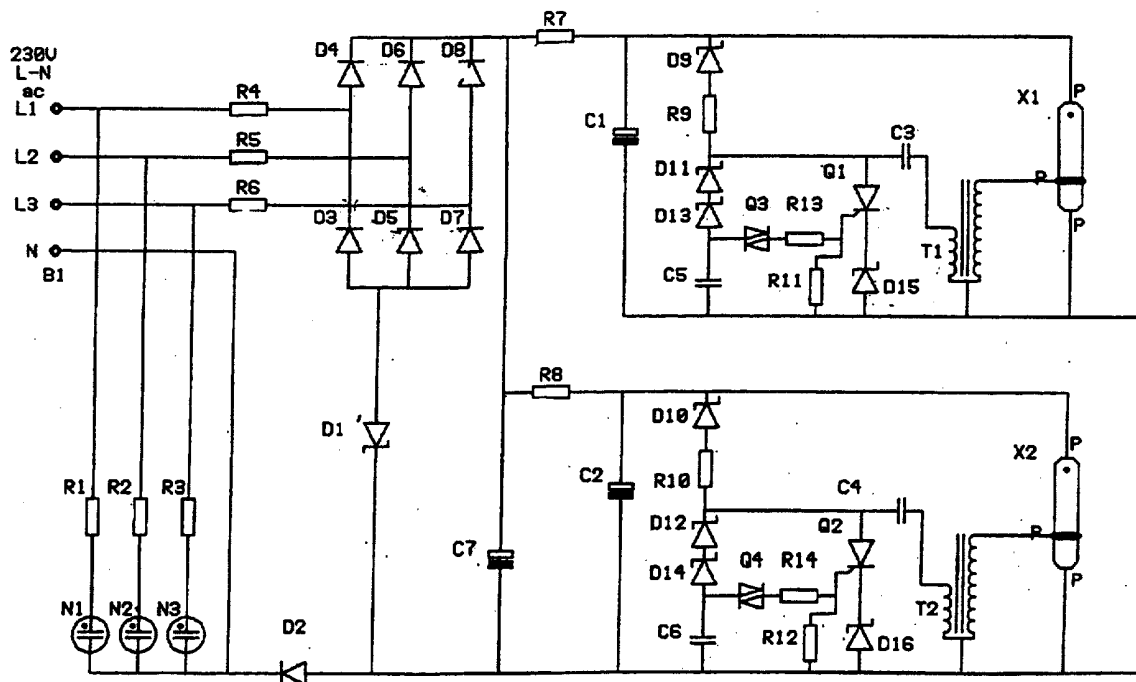 230V
L-N
ac
L1
L2
L3
N
B1
R4
R5
R6
D4
D6
D8
D3
D5
D7
R7
C1
D9
R9
D11
D13
Q3
R13
C5
R11
Q1
D15
C3
T1
X1
P
P
P
R8
D1
C7
C2
D10
R10
D12
D14
Q4
R14
C6
R12
Q2
D16
C4
T2
X2
P
P
P
R1
R2
R3
N1
N2
N3
D2